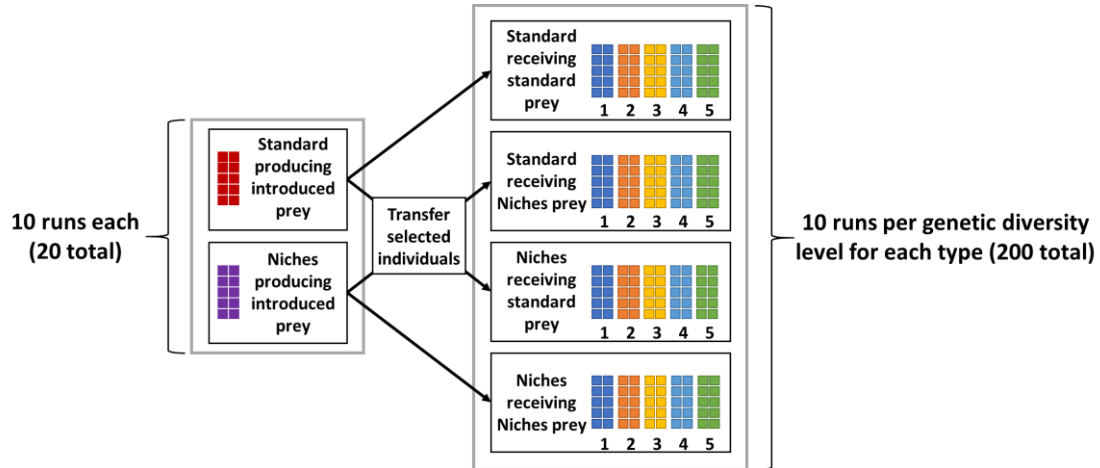 10 runs each
(20 total)
Standard
producing
introduced
prey
Niches
producing
introduced
prey
Transfer
selected
individuals
Standard
receiving
standard
prey
1 2 3 4 5
Standard
receiving
Niches prey
1 2 3 4 5
Niches
receiving
standard
prey
1 2 3 4 5
Niches
receiving
Niches prey
1 2 3 4 5
10 runs per genetic diversity
level for each type (200 total)